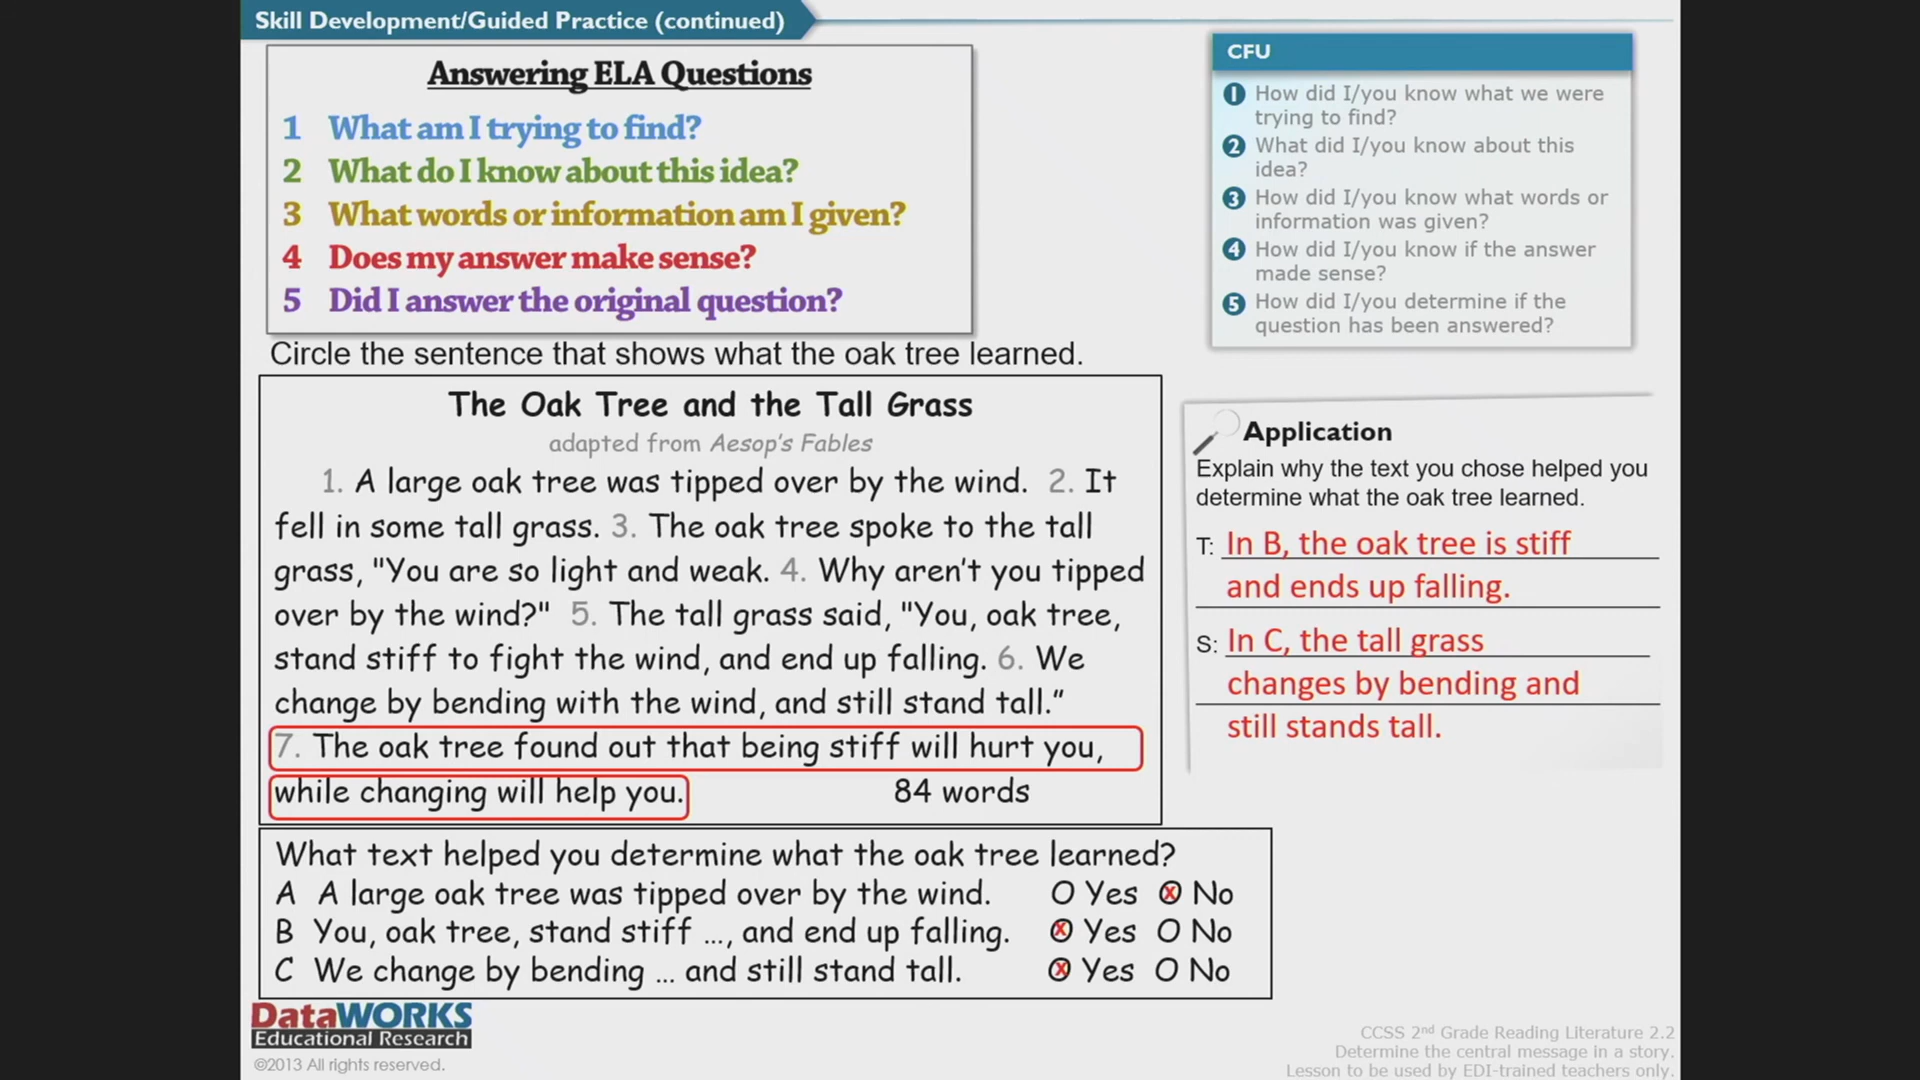 Skill Development/Guided Practice (continued)
Answering ELA Questions
1 What am I trying to find?
2 What do I know about this idea?
3 What words or information am I given?
4 Does my answer make sense?
5 Did I answer the original question?
CFU
1 How did I/you know what we were
trying to find?
2 What did I/you know about this
idea?
3 How did I/you know what words or
information was given?
4 How did I/you know if the answer
made sense?
5 How did I/you determine if the
question has been answered?
Circle the sentence that shows what the oak tree learned.
The Oak Tree and the Tall Grass
adapted from Aesop's Fables
1. A large oak tree was tipped over by the wind. 2. It
fell in some tall grass. 3. The oak tree spoke to the tall
grass, "You are so light and weak. 4. Why aren't you tipped
over by the wind?" 5. The tall grass said, "You, oak tree,
stand stiff to fight the wind, and end up falling. 6. We
change by bending with the wind, and still stand tall.”
7. The oak tree found out that being stiff will hurt you,
while changing will help you. 84 words
Application
Explain why the text you chose helped you
determine what the oak tree learned.
T: In B, the oak tree is stiff
and ends up falling.
S: In C, the tall grass
changes by bending and
still stands tall.
What text helped you determine what the oak tree learned?
A A large oak tree was tipped over by the wind. O Yes ⓧ No
B You, oak tree, stand stiff ..., and end up falling. ⓧ Yes O No
C We change by bending ... and still stand tall. ⓧ Yes O No
DataWORKS
Educational Research
©2013 All rights reserved.
CCSS 2nd Grade Reading Literature 2.2
Determine the central message in a story.
Lesson to be used by EDI-trained teachers only.